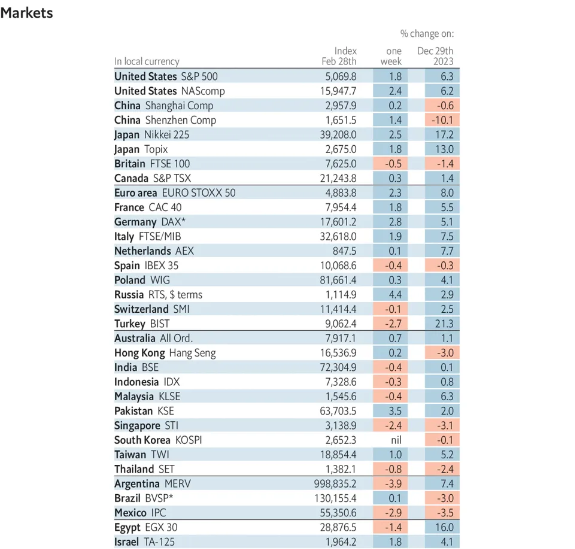 Markets
% change on:
Index one Dec 29th
In local currency Feb 28th week 2023
United States S&P 500 5,069.8 1.8 6.3
United States NAScomp 15,947.7 2.4 6.2
China Shanghai Comp 2,957.9 0.2 -0.6
China Shenzhen Comp 1,651.5 1.4 -10.1
Japan Nikkei 225 39,208.0 2.5 17.2
Japan Topix 2,675.0 1.8 13.0
Britain FTSE 100 7,625.0 -0.5 -1.4
Canada S&P TSX 21,243.8 0.3 1.4
Euro area EURO STOXX 50 4,883.8 2.3 8.0
France CAC 40 7,954.4 1.8 5.5
Germany DAX* 17,601.2 2.8 5.1
Italy FTSE/MIB 32,618.0 1.9 7.5
Netherlands AEX 847.5 0.1 7.7
Spain IBEX 35 10,068.6 -0.4 -0.3
Poland WIG 81,661.4 0.3 4.1
Russia RTS, $ terms 1,114.9 4.4 2.9
Switzerland SMI 11,414.4 -0.1 2.5
Turkey BIST 9,062.4 -2.7 21.3
Australia All Ord. 7,917.1 0.7 1.1
Hong Kong Hang Seng 16,536.9 0.2 -3.0
India BSE 72,304.9 -0.4 0.1
Indonesia IDX 7,328.6 -0.3 0.8
Malaysia KLSE 1,545.6 -0.4 6.3
Pakistan KSE 63,703.5 3.5 2.0
Singapore STI 3,138.9 -2.4 -3.1
South Korea KOSPI 2,652.3 nil -0.1
Taiwan TWI 18,854.4 1.0 5.2
Thailand SET 1,382.1 -0.8 -2.4
Argentina MERV 998,835.2 -3.9 7.4
Brazil BVSP* 130,155.4 0.1 -3.0
Mexico IPC 55,350.6 -2.9 -3.5
Egypt EGX 30 28,876.5 -1.4 16.0
Israel TA-125 1,964.2 1.8 4.1